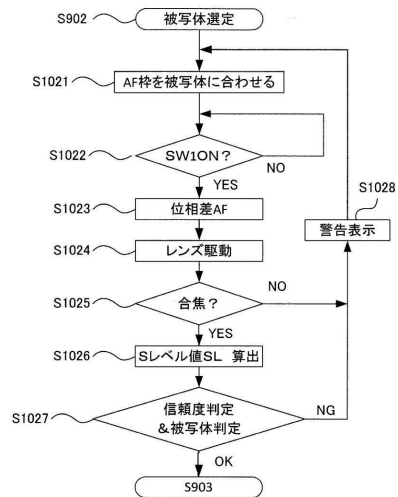 S902
被写体選定
S1021
AF枠を被写体に合わせる
S1022
SW1ON?
NO
YES
S1023
位相差AF
S1028
警告表示
S1024
レンズ駆動
S1025
合焦?
NO
YES
S1026
Sレベル値SL 算出
S1027
信頼度判定
&被写体判定
NG
OK
S903